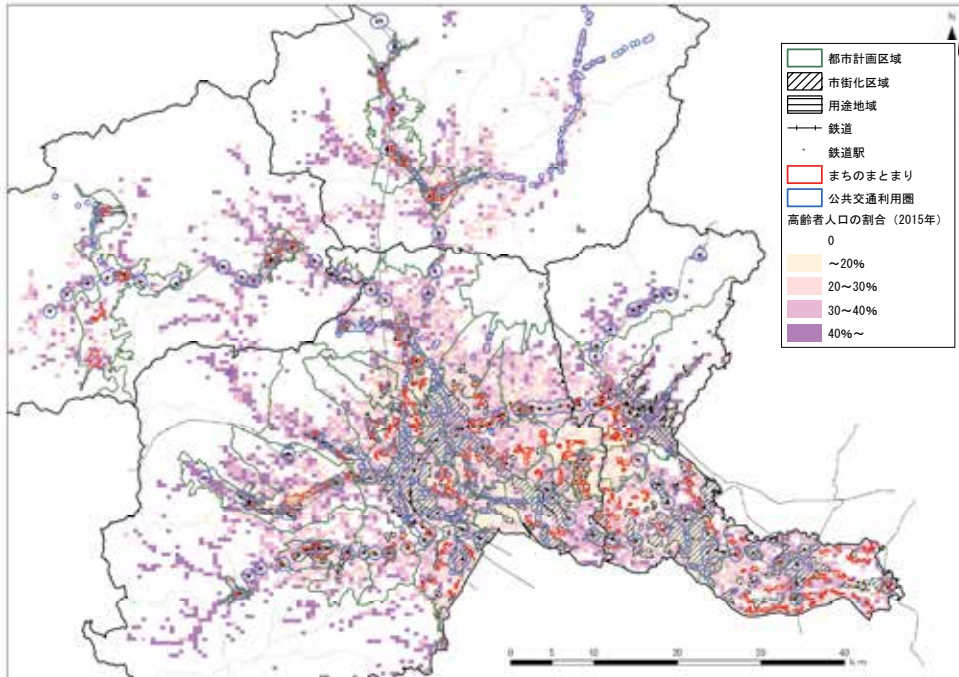 N
都市計画区域
市街化区域
用途地域
鉄道
鉄道駅
まちのまとまり
公共交通利用圏
高齢者人口の割合（2015年）
0
～20%
20～30%
30～40%
40%～
0 5 10 20 30 40
km